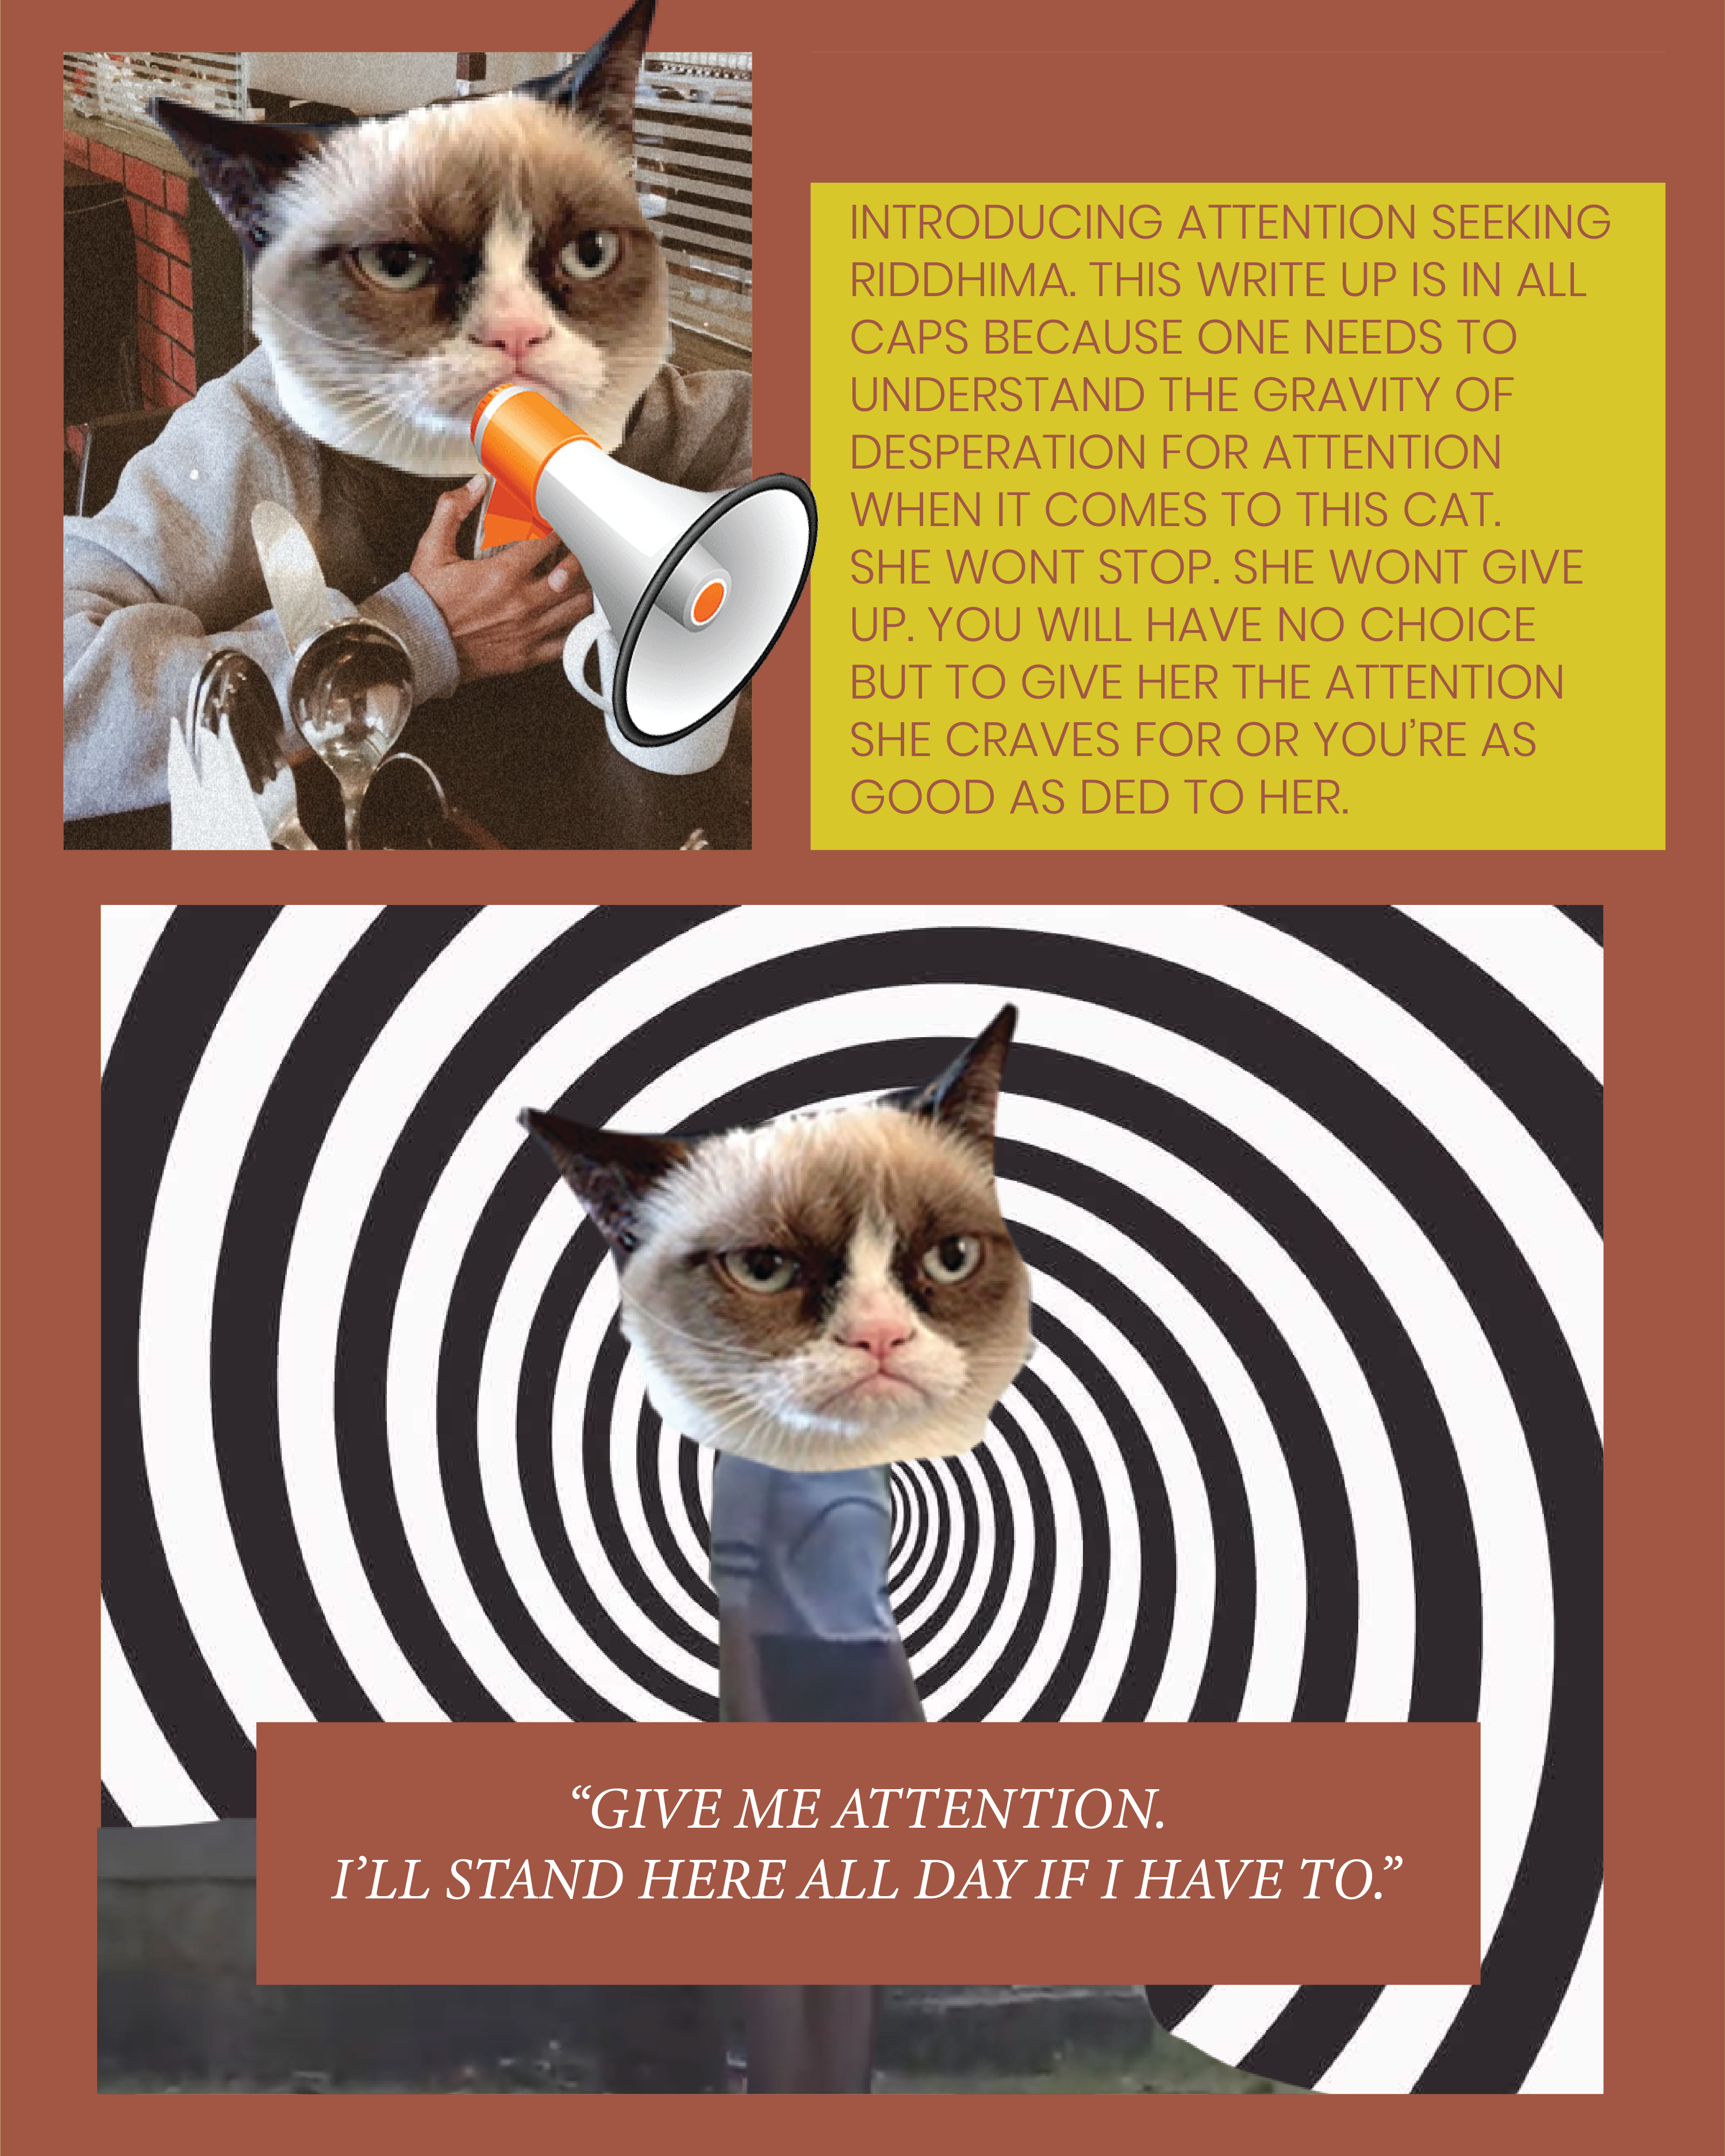 INTRODUCING ATTENTION SEEKING
RIDDHIMA. THIS WRITE UP IS IN ALL
CAPS BECAUSE ONE NEEDS TO
UNDERSTAND THE GRAVITY OF
DESPERATION FOR ATTENTION
WHEN IT COMES TO THIS CAT.
SHE WONT STOP. SHE WONT GIVE
UP. YOU WILL HAVE NO CHOICE
BUT TO GIVE HER THE ATTENTION
SHE CRAVES FOR OR YOU’RE AS
GOOD AS DED TO HER.
“GIVE ME ATTENTION.
I’LL STAND HERE ALL DAY IF I HAVE TO.”